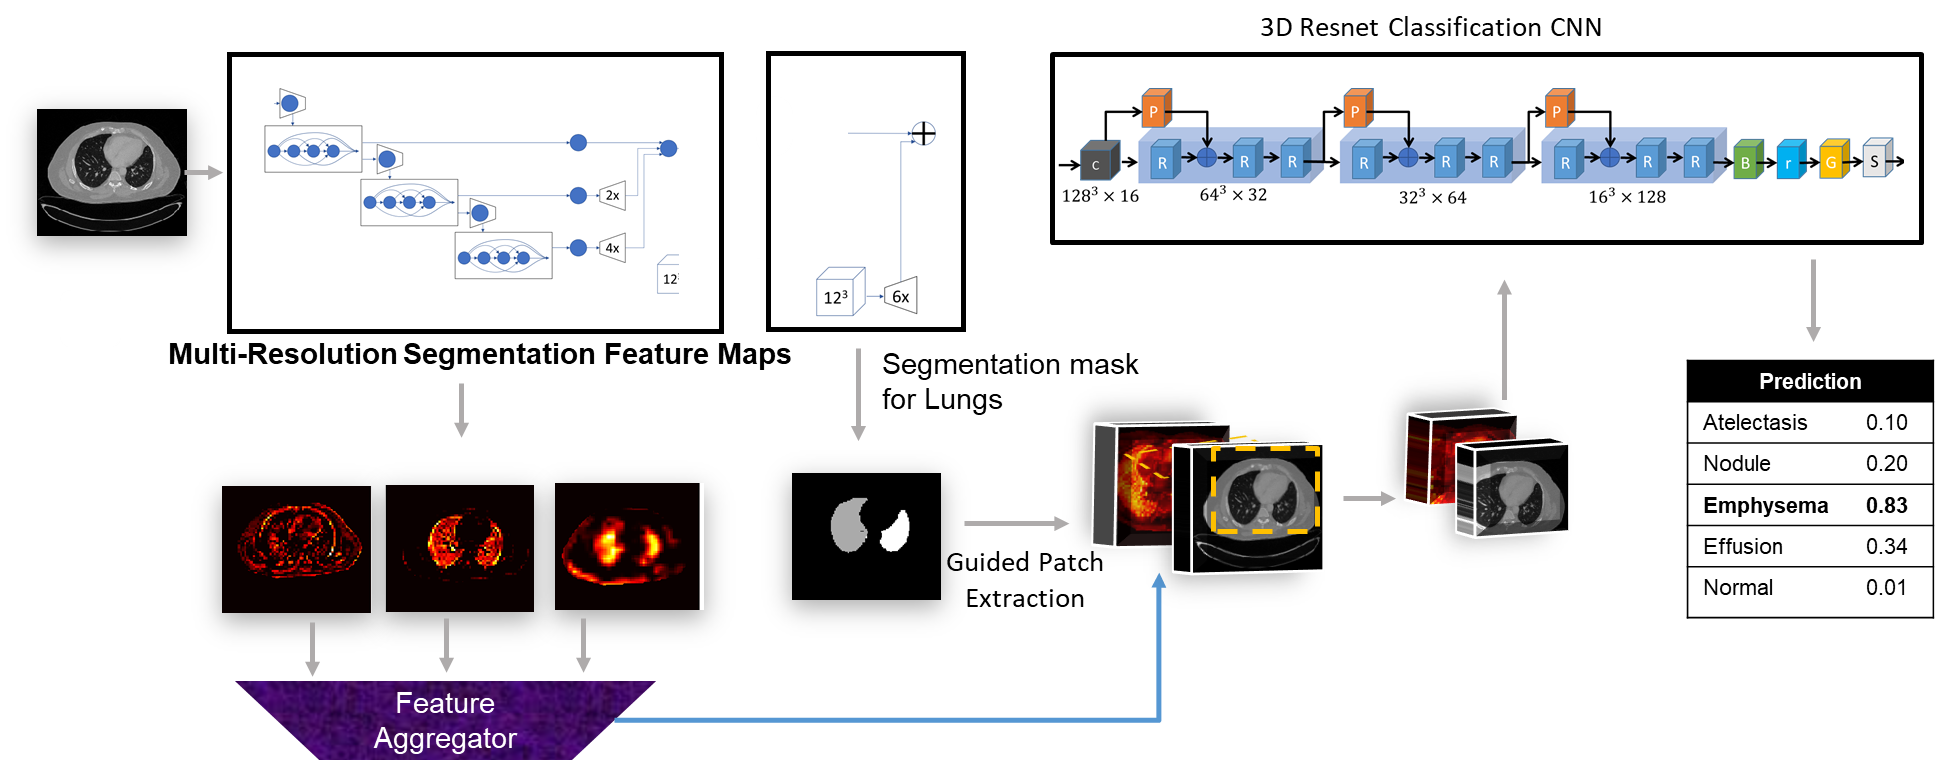 3D Resnet Classification CNN
2x
4x
12
12³
6x
P
P
P
C
R
R
R
R
R
R
R
R
R
B
r
G
S
128³ × 16
64³ × 32
32³ × 64
16³ × 128
Multi-Resolution Segmentation Feature Maps
Segmentation mask
for Lungs
Guided Patch
Extraction
Feature
Aggregator
Prediction
Atelectasis 0.10
Nodule 0.20
Emphysema 0.83
Effusion 0.34
Normal 0.01